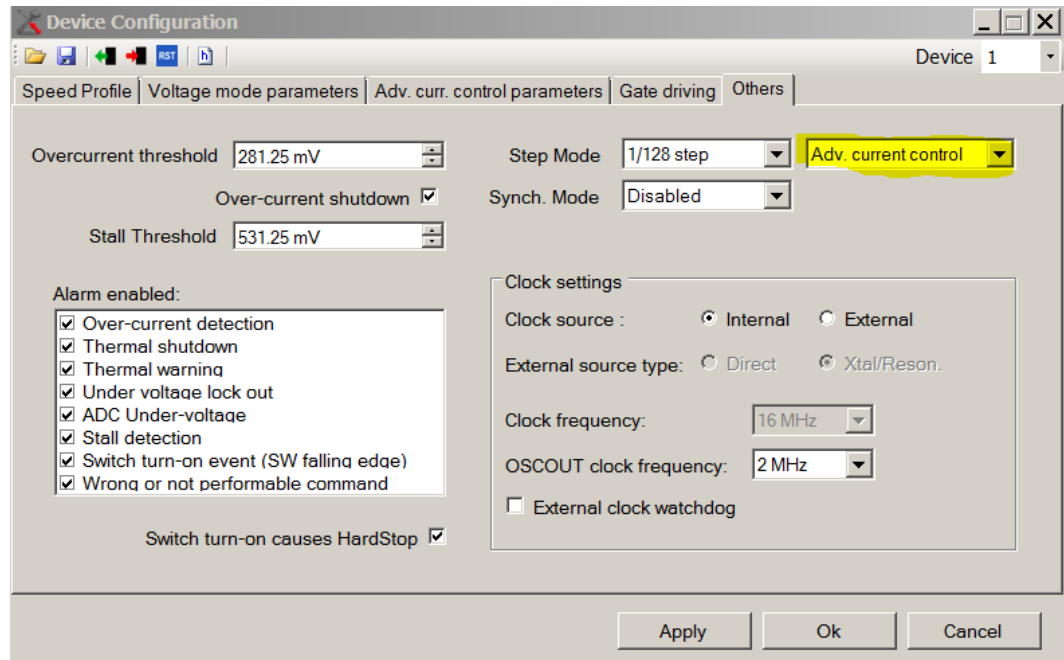 Device Configuration
RST
h
Device 1
Speed Profile Voltage mode parameters Adv. curr. control parameters Gate driving Others
Overcurrent threshold 281.25 mV
Step Mode 1/128 step Adv. current control
Over-current shutdown
Synch. Mode Disabled
Stall Threshold 531.25 mV
Alarm enabled:
Over-current detection
Thermal shutdown
Thermal warning
Under voltage lock out
ADC Under-voltage
Stall detection
Switch turn-on event (SW falling edge)
Wrong or not performable command
Switch turn-on causes HardStop
Clock settings
Clock source : Internal External
External source type: Direct Xtal/Reson.
Clock frequency: 16 MHz
OSCOUT clock frequency: 2 MHz
External clock watchdog
Apply Ok Cancel